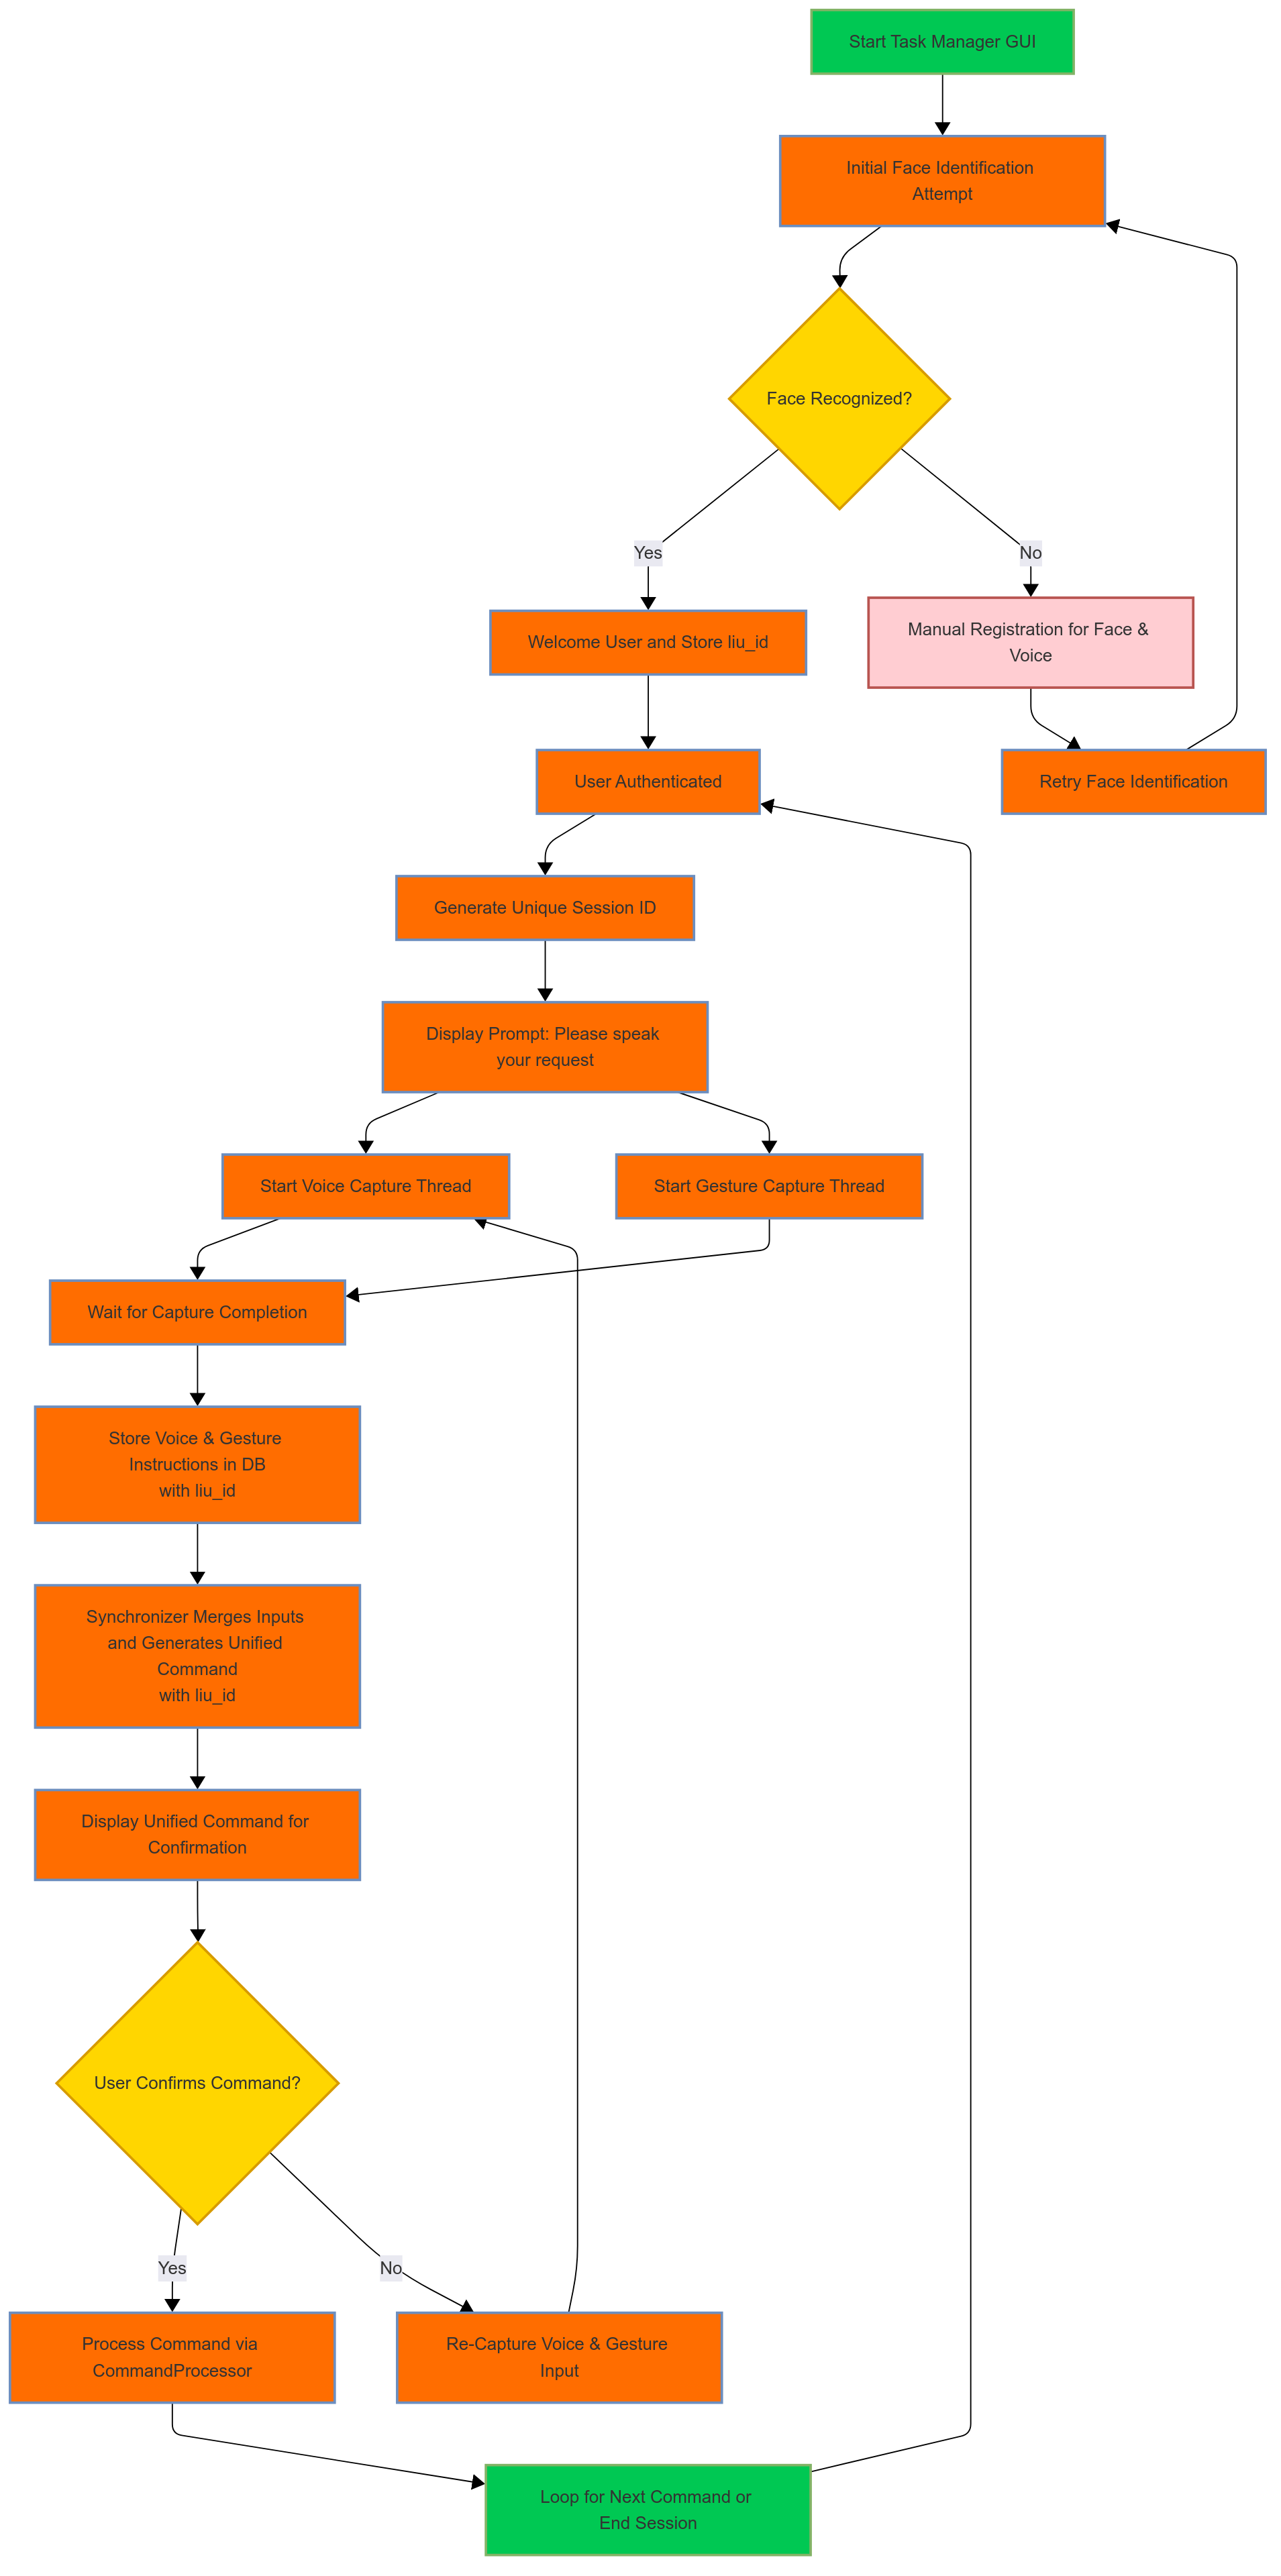 Start Task Manager GUI
Initial Face Identification
Attempt
Face Recognized?
Yes
No
Welcome User and Store liu_id
Manual Registration for Face &
Voice
User Authenticated
Retry Face Identification
Generate Unique Session ID
Display Prompt: Please speak
your request
Start Voice Capture Thread
Start Gesture Capture Thread
Wait for Capture Completion
Store Voice & Gesture
Instructions in DB
with liu_id
Synchronizer Merges Inputs
and Generates Unified
Command
with liu_id
Display Unified Command for
Confirmation
User Confirms Command?
Yes
No
Process Command via
CommandProcessor
Re-Capture Voice & Gesture
Input
Loop for Next Command or
End Session